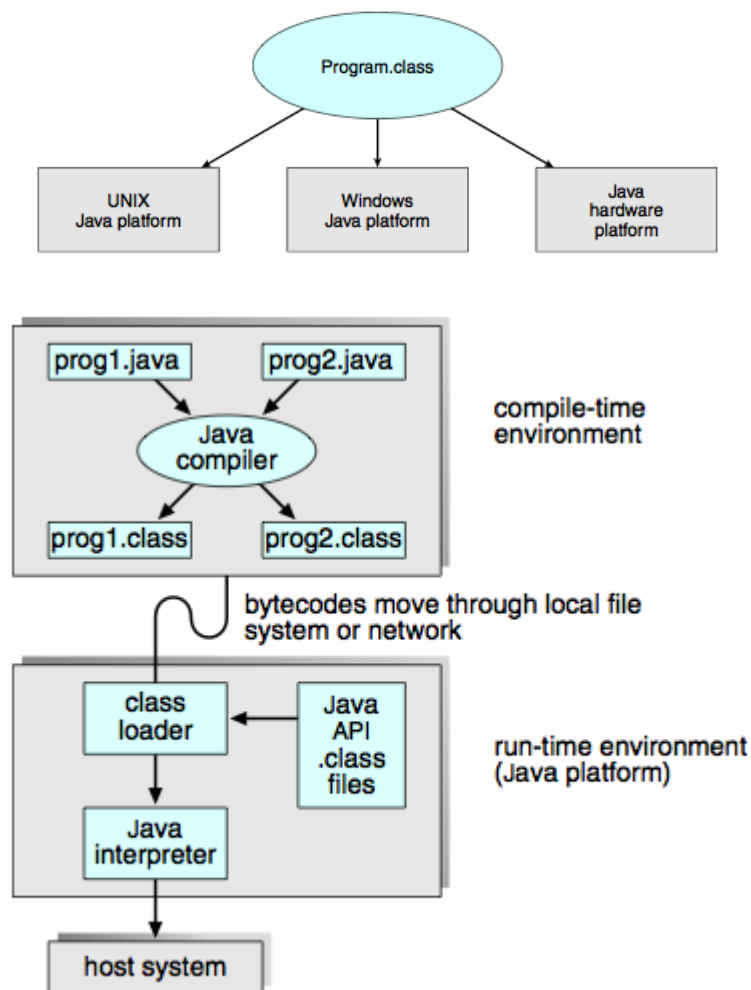 Program.class
UNIX
Java platform
Windows
Java platform
Java
hardware
platform
prog1.java
prog2.java
Java
compiler
compile-time
environment
prog1.class
prog2.class
bytecodes move through local file
system or network
class
loader
Java
API
.class
files
run-time environment
(Java platform)
Java
interpreter
host system